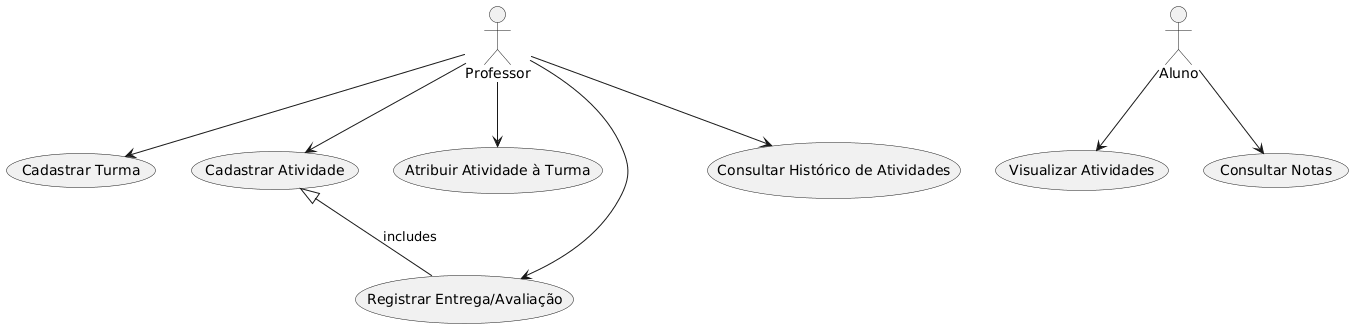 Professor
Aluno
Cadastrar Turma
Cadastrar Atividade
Atribuir Atividade à Turma
Consultar Histórico de Atividades
Visualizar Atividades
Consultar Notas
includes
Registrar Entrega/Avaliação